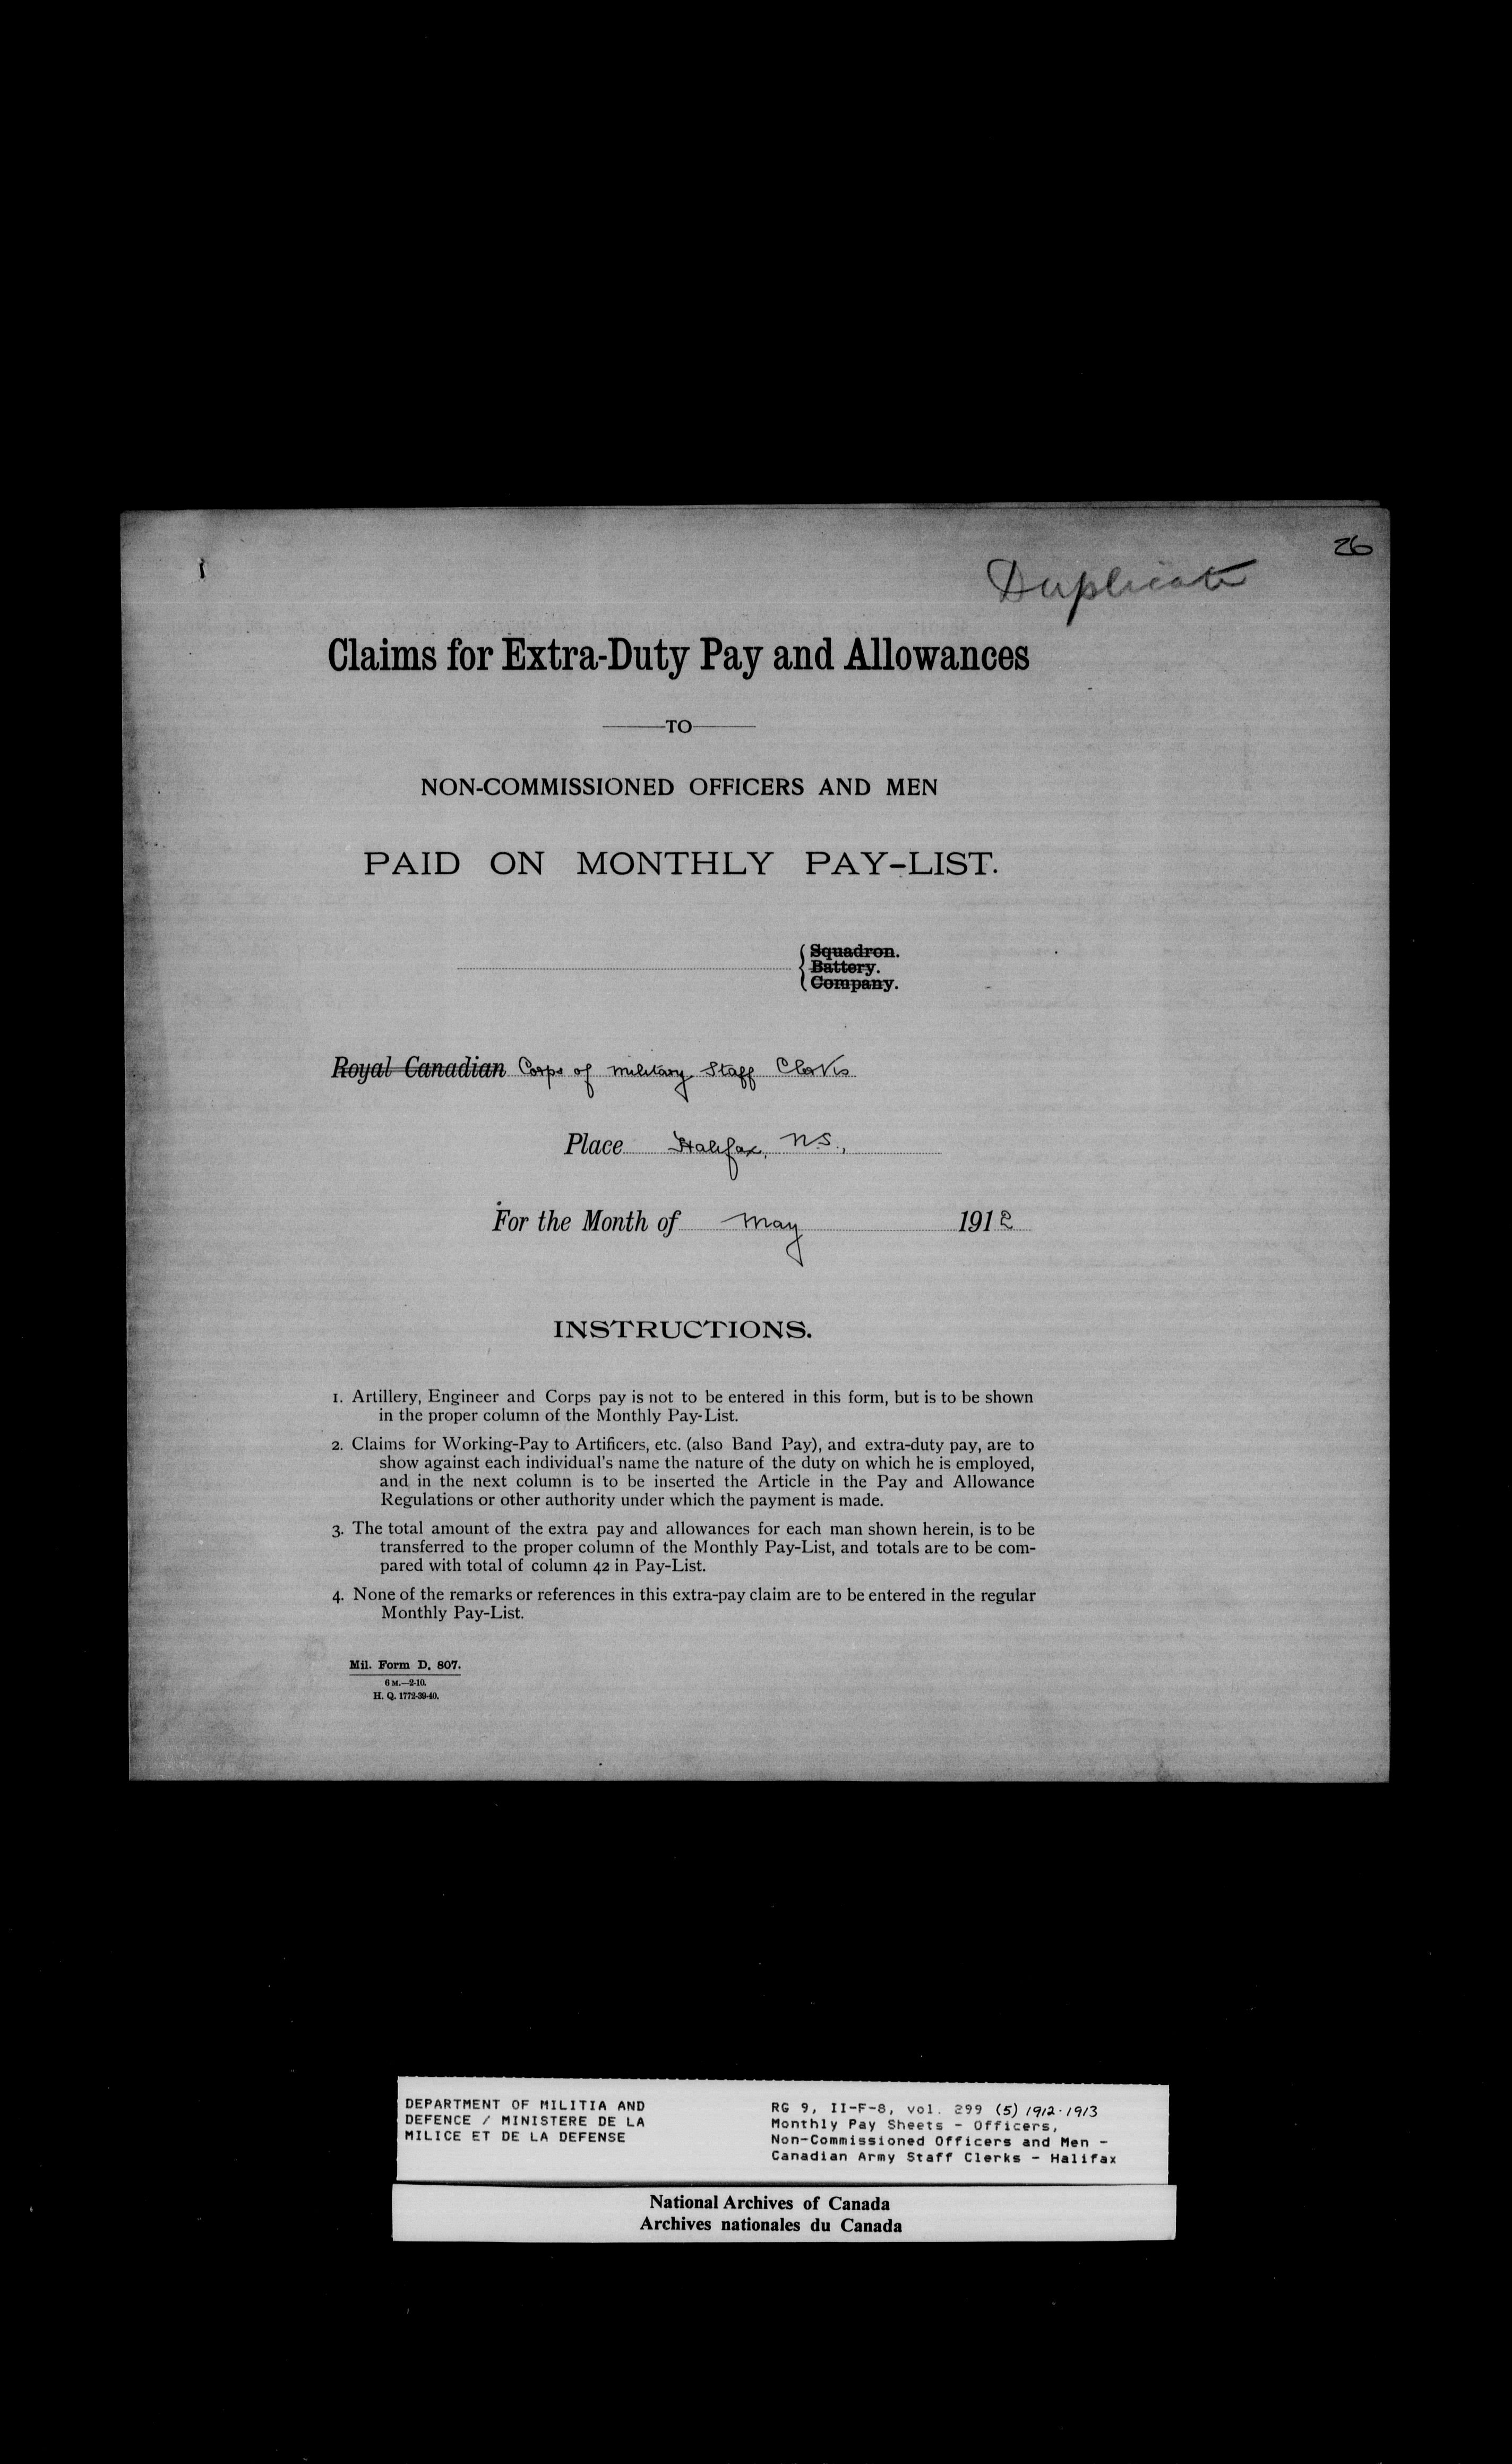 26
Duplicate
Claims for Extra-Duty Pay and Allowances
TO
NON-COMMISSIONED OFFICERS AND MEN
PAID ON MONTHLY PAY-LIST.
Squadron.
Battery.
Company.
Royal Canadian Corps of Military Staff Clerks
Place Halifax, N.S.,
For the Month of May 1912
INSTRUCTIONS.
1. Artillery, Engineer and Corps pay is not to be entered in this form, but is to be shown
in the proper column of the Monthly Pay-List.
2. Claims for Working-Pay to Artificers, etc. (also Band Pay), and extra-duty pay, are to
show against each individual's name the nature of the duty on which he is employed,
and in the next column is to be inserted the Article in the Pay and Allowance
Regulations or other authority under which the payment is made.
3. The total amount of the extra pay and allowances for each man shown herein, is to be
transferred to the proper column of the Monthly Pay-List, and totals are to be com-
pared with total of column 42 in Pay-List.
4. None of the remarks or references in this extra-pay claim are to be entered in the regular
Monthly Pay-List.
Mil. Form D. 807.
6 M.—2-10.
H. Q. 1772-39-40.
DEPARTMENT OF MILITIA AND
DEFENCE / MINISTERE DE LA
MILICE ET DE LA DEFENSE
RG 9, II-F-8, vol. 299 (5) 1912-1913
Monthly Pay Sheets - Officers,
Non-Commissioned Officers and Men -
Canadian Army Staff Clerks - Halifax
National Archives of Canada
Archives nationales du Canada